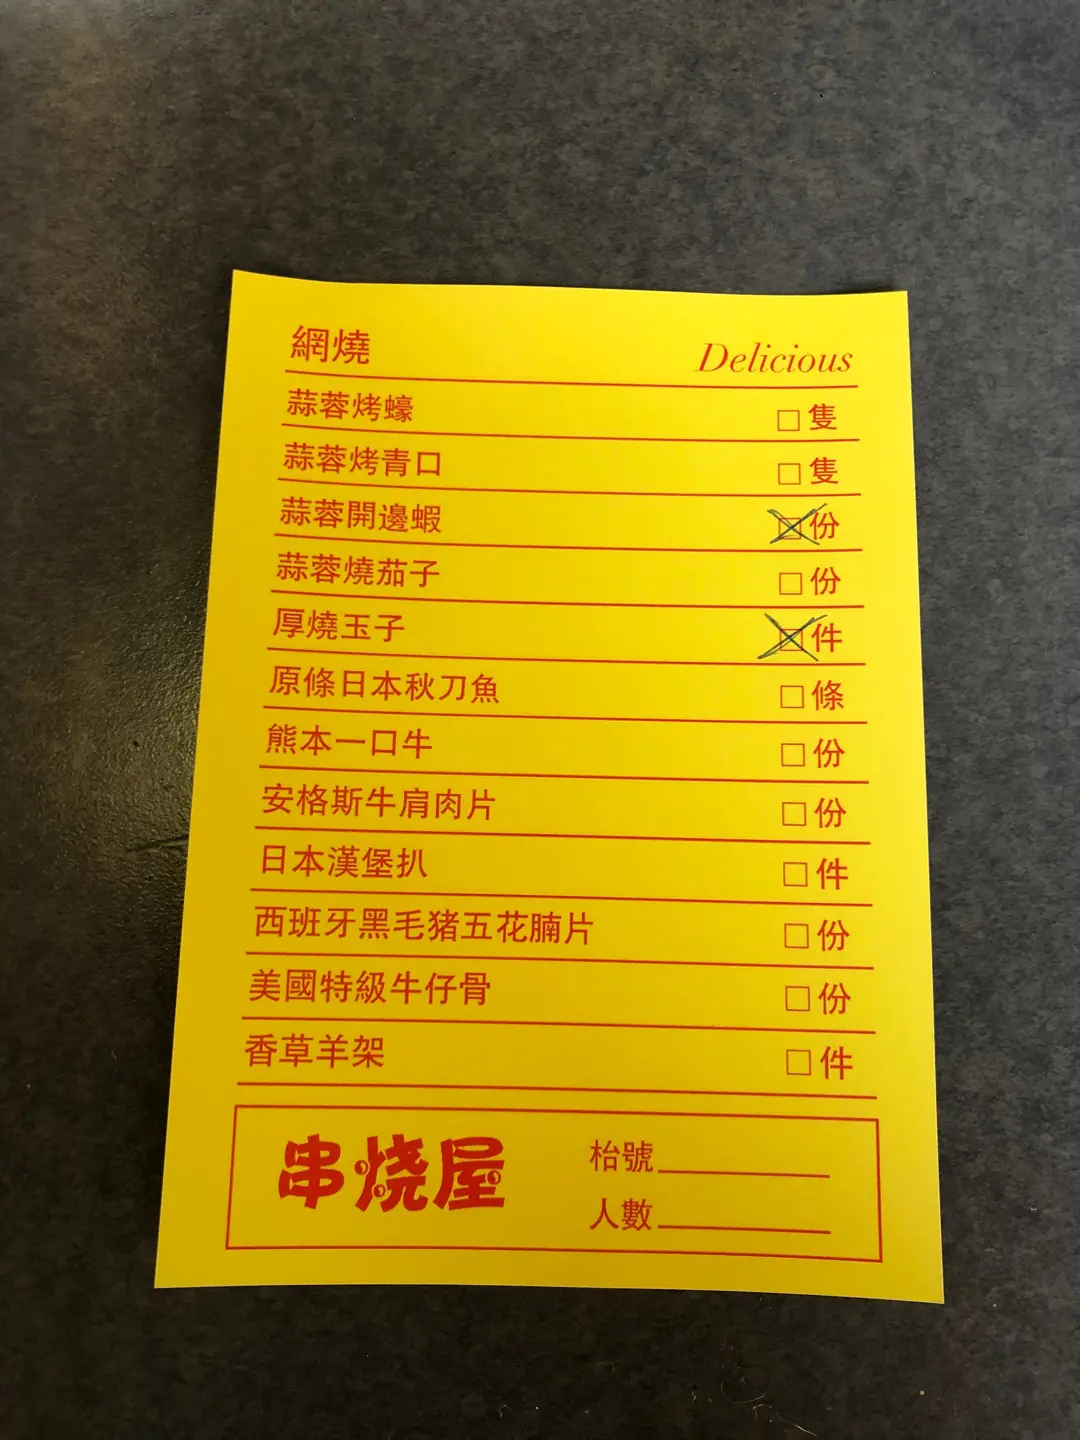 網燒 Delicious
蒜蓉烤蠔 □ 隻
蒜蓉烤青口 □ 隻
蒜蓉開邊蝦 ☒ 份
蒜蓉燒茄子 □ 份
厚燒玉子 ☒ 件
原條日本秋刀魚 □ 條
熊本一口牛 □ 份
安格斯牛肩肉片 □ 份
日本漢堡扒 □ 件
西班牙黑毛猪五花腩片 □ 份
美國特級牛仔骨 □ 份
香草羊架 □ 件
串烧屋
枱號
人數